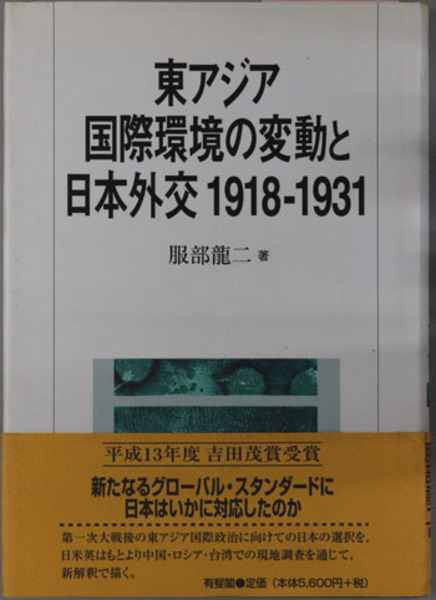 東アジア
国際環境の変動と
日本外交 1918-1931
服部龍二 著
平成13年度 吉田茂賞受賞
新たなるグローバル・スタンダードに
日本はいかに対応したのか
第一次大戦後の東アジア国際政治に向けての日本の選択を,
日米英はもとより中国・ロシア・台湾での現地調査を通じて,
新解釈で描く。
有斐閣●定価(本体5,600円+税)